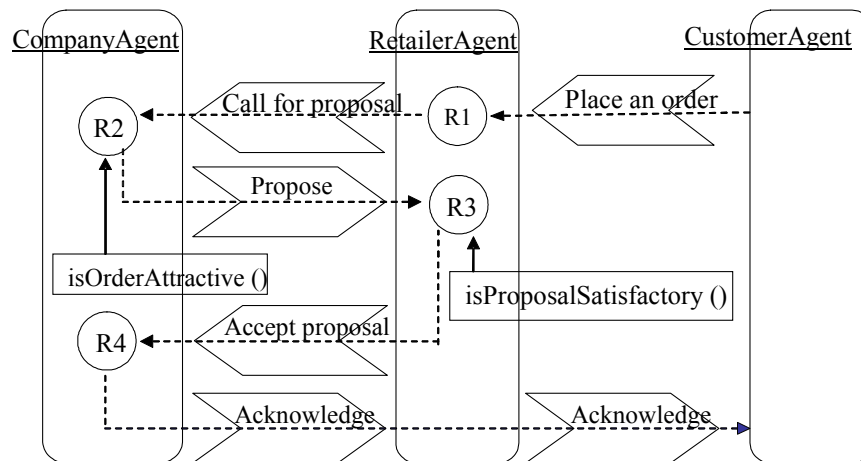 CompanyAgent
RetailerAgent
CustomerAgent
Call for proposal
Place an order
R1
R2
Propose
R3
isOrderAttractive ()
isProposalSatisfactory ()
Accept proposal
R4
Acknowledge
Acknowledge